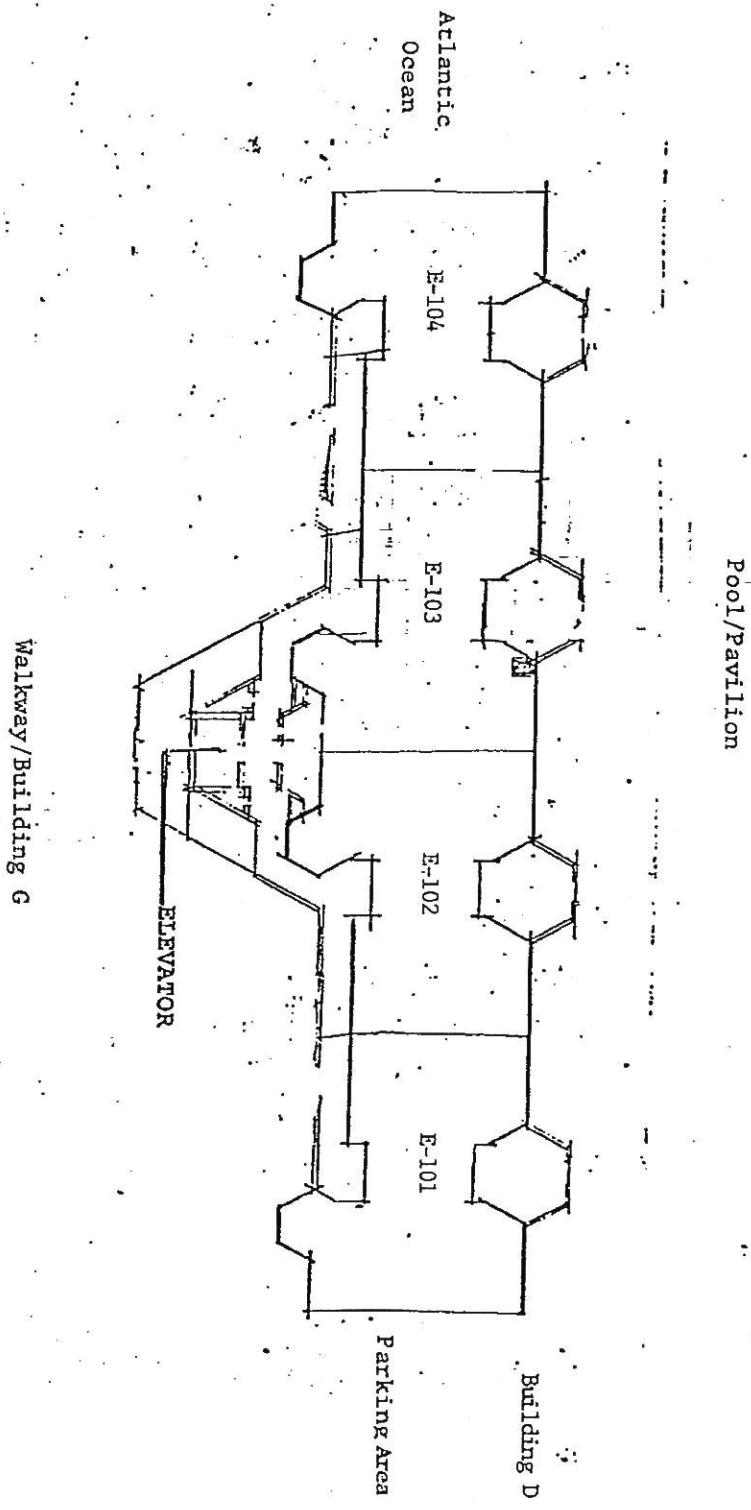 Pool/Pavilion
Building D
Atlantic
Ocean
E-104
E-103
E-102
E-101
Parking Area
ELEVATOR
Walkway/Building G